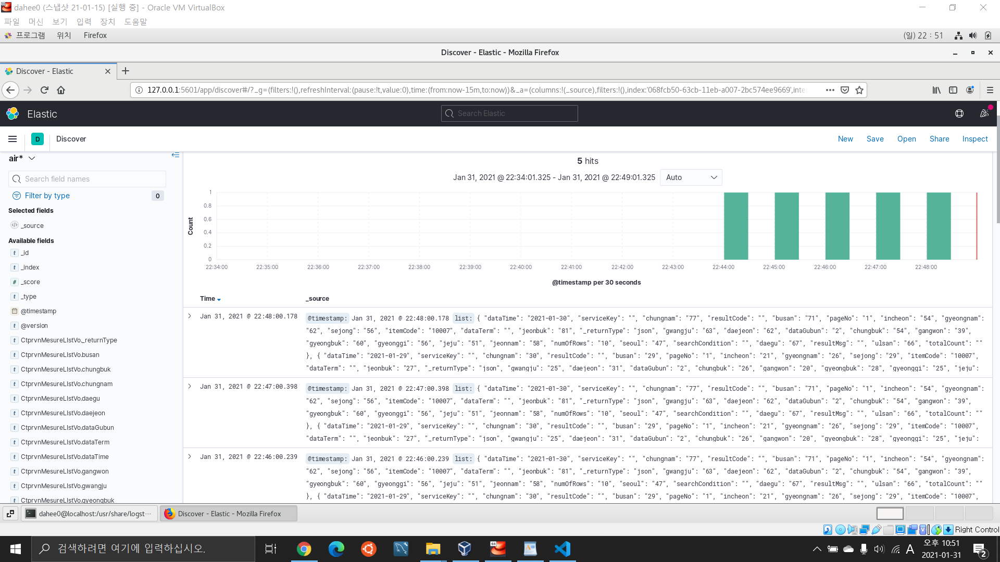 dahee0 (스냅샷 21-01-15) [실행 중] - Oracle VM VirtualBox
파일 머신 보기 입력 장치 도움말
프로그램 위치 Firefox (일) 22 : 51
Discover - Elastic - Mozilla Firefox
Discover - Elastic
127.0.0.1:5601/app/discover#/?_g=(filters:!(),refreshInterval:(pause:!t,value:0),time:(from:now-15m,to:now))&_a=(columns:!(_source),filters:!(),index:'068fcb50-63cb-11eb-a007-2bc574ee9669',inte
Elastic
Search Elastic
D Discover New Save Open Share Inspect
air*
Search field names
Filter by type 0
Selected fields
_source
Available fields
_id
_index
_score
_type
@timestamp
@version
CtprvnMesureLIstVo._returnType
CtprvnMesureLIstVo.busan
CtprvnMesureLIstVo.chungbuk
CtprvnMesureLIstVo.chungnam
CtprvnMesureLIstVo.daegu
CtprvnMesureLIstVo.daejeon
CtprvnMesureLIstVo.dataGubun
CtprvnMesureLIstVo.dataTerm
CtprvnMesureLIstVo.dataTime
CtprvnMesureLIstVo.gangwon
CtprvnMesureLIstVo.gwangju
CtprvnMesureLIstVo.gyeongbuk
5 hits
Jan 31, 2021 @ 22:34:01.325 - Jan 31, 2021 @ 22:49:01.325 Auto
Count
1
0.8
0.6
0.4
0.2
0
22:34:00 22:35:00 22:36:00 22:37:00 22:38:00 22:39:00 22:40:00 22:41:00 22:42:00 22:43:00 22:44:00 22:45:00 22:46:00 22:47:00 22:48:00
@timestamp per 30 seconds
Time _source
Jan 31, 2021 @ 22:48:00.178 @timestamp: Jan 31, 2021 @ 22:48:00.178 list: { "dataTime": "2021-01-30", "serviceKey": "", "chungnam": "77", "resultCode": "", "busan": "71", "pageNo": "1", "incheon": "54", "gyeongnam":
"62", "sejong": "56", "itemCode": "10007", "dataTerm": "", "jeonbuk": "81", "_returnType": "json", "gwangju": "63", "daejeon": "62", "dataGubun": "2", "chungbuk": "54", "gangwon": "39",
"gyeongbuk": "60", "gyeonggi": "56", "jeju": "51", "jeonnam": "58", "numOfRows": "10", "seoul": "47", "searchCondition": "", "daegu": "67", "resultMsg": "", "ulsan": "66", "totalCount": ""
}, { "dataTime": "2021-01-29", "serviceKey": "", "chungnam": "30", "resultCode": "", "busan": "29", "pageNo": "1", "incheon": "21", "gyeongnam": "26", "sejong": "29", "itemCode": "10007",
"dataTerm": "", "jeonbuk": "27", "_returnType": "json", "gwangju": "25", "daejeon": "31", "dataGubun": "2", "chungbuk": "26", "gangwon": "20", "gyeongbuk": "28", "gyeonggi": "25", "jeju":
Jan 31, 2021 @ 22:47:00.398 @timestamp: Jan 31, 2021 @ 22:47:00.398 list: { "dataTime": "2021-01-30", "serviceKey": "", "chungnam": "77", "resultCode": "", "busan": "71", "pageNo": "1", "incheon": "54", "gyeongnam":
"62", "sejong": "56", "itemCode": "10007", "dataTerm": "", "jeonbuk": "81", "_returnType": "json", "gwangju": "63", "daejeon": "62", "dataGubun": "2", "chungbuk": "54", "gangwon": "39",
"gyeongbuk": "60", "gyeonggi": "56", "jeju": "51", "jeonnam": "58", "numOfRows": "10", "seoul": "47", "searchCondition": "", "daegu": "67", "resultMsg": "", "ulsan": "66", "totalCount": ""
}, { "dataTime": "2021-01-29", "serviceKey": "", "chungnam": "30", "resultCode": "", "busan": "29", "pageNo": "1", "incheon": "21", "gyeongnam": "26", "sejong": "29", "itemCode": "10007",
"dataTerm": "", "jeonbuk": "27", "_returnType": "json", "gwangju": "25", "daejeon": "31", "dataGubun": "2", "chungbuk": "26", "gangwon": "20", "gyeongbuk": "28", "gyeonggi": "25", "jeju":
Jan 31, 2021 @ 22:46:00.239 @timestamp: Jan 31, 2021 @ 22:46:00.239 list: { "dataTime": "2021-01-30", "serviceKey": "", "chungnam": "77", "resultCode": "", "busan": "71", "pageNo": "1", "incheon": "54", "gyeongnam":
"62", "sejong": "56", "itemCode": "10007", "dataTerm": "", "jeonbuk": "81", "_returnType": "json", "gwangju": "63", "daejeon": "62", "dataGubun": "2", "chungbuk": "54", "gangwon": "39",
"gyeongbuk": "60", "gyeonggi": "56", "jeju": "51", "jeonnam": "58", "numOfRows": "10", "seoul": "47", "searchCondition": "", "daegu": "67", "resultMsg": "", "ulsan": "66", "totalCount": ""
}, { "dataTime": "2021-01-29", "serviceKey": "", "chungnam": "30", "resultCode": "", "busan": "29", "pageNo": "1", "incheon": "21", "gyeongnam": "26", "sejong": "29", "itemCode": "10007",
dahee0@localhost:/usr/share/logst··· Discover - Elastic - Mozilla Firefox
Right Control
검색하려면 여기에 입력하십시오.
A 오후 10:51
2021-01-31
2